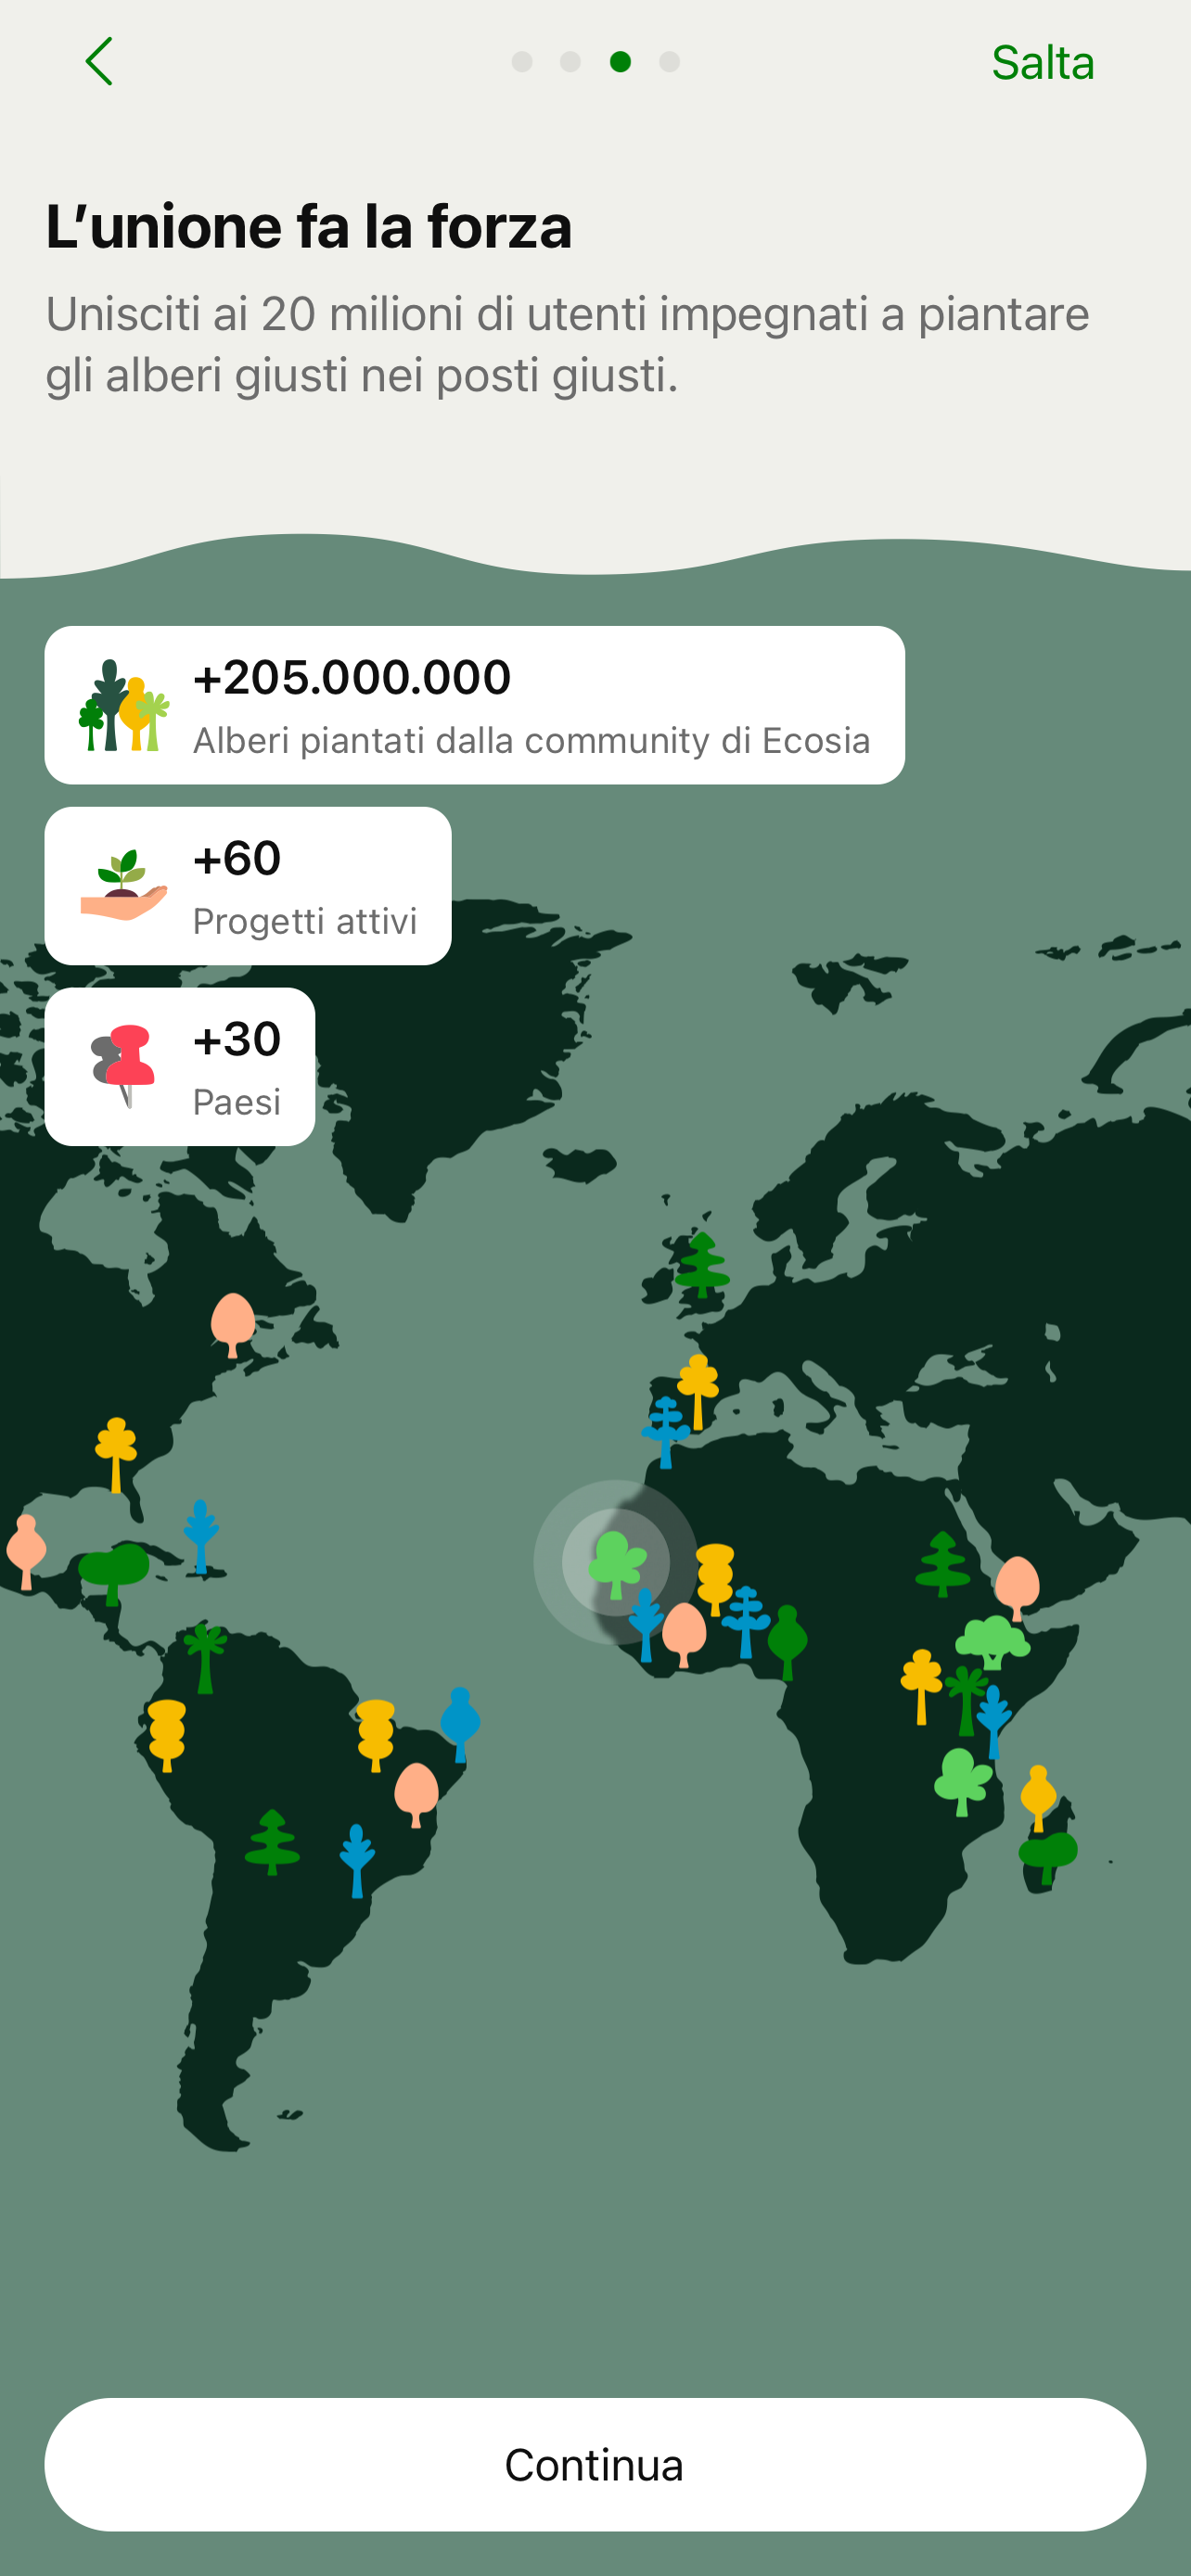 Salta
L’unione fa la forza
Unisciti ai 20 milioni di utenti impegnati a piantare
gli alberi giusti nei posti giusti.
+205.000.000
Alberi piantati dalla community di Ecosia
+60
Progetti attivi
+30
Paesi
Continua